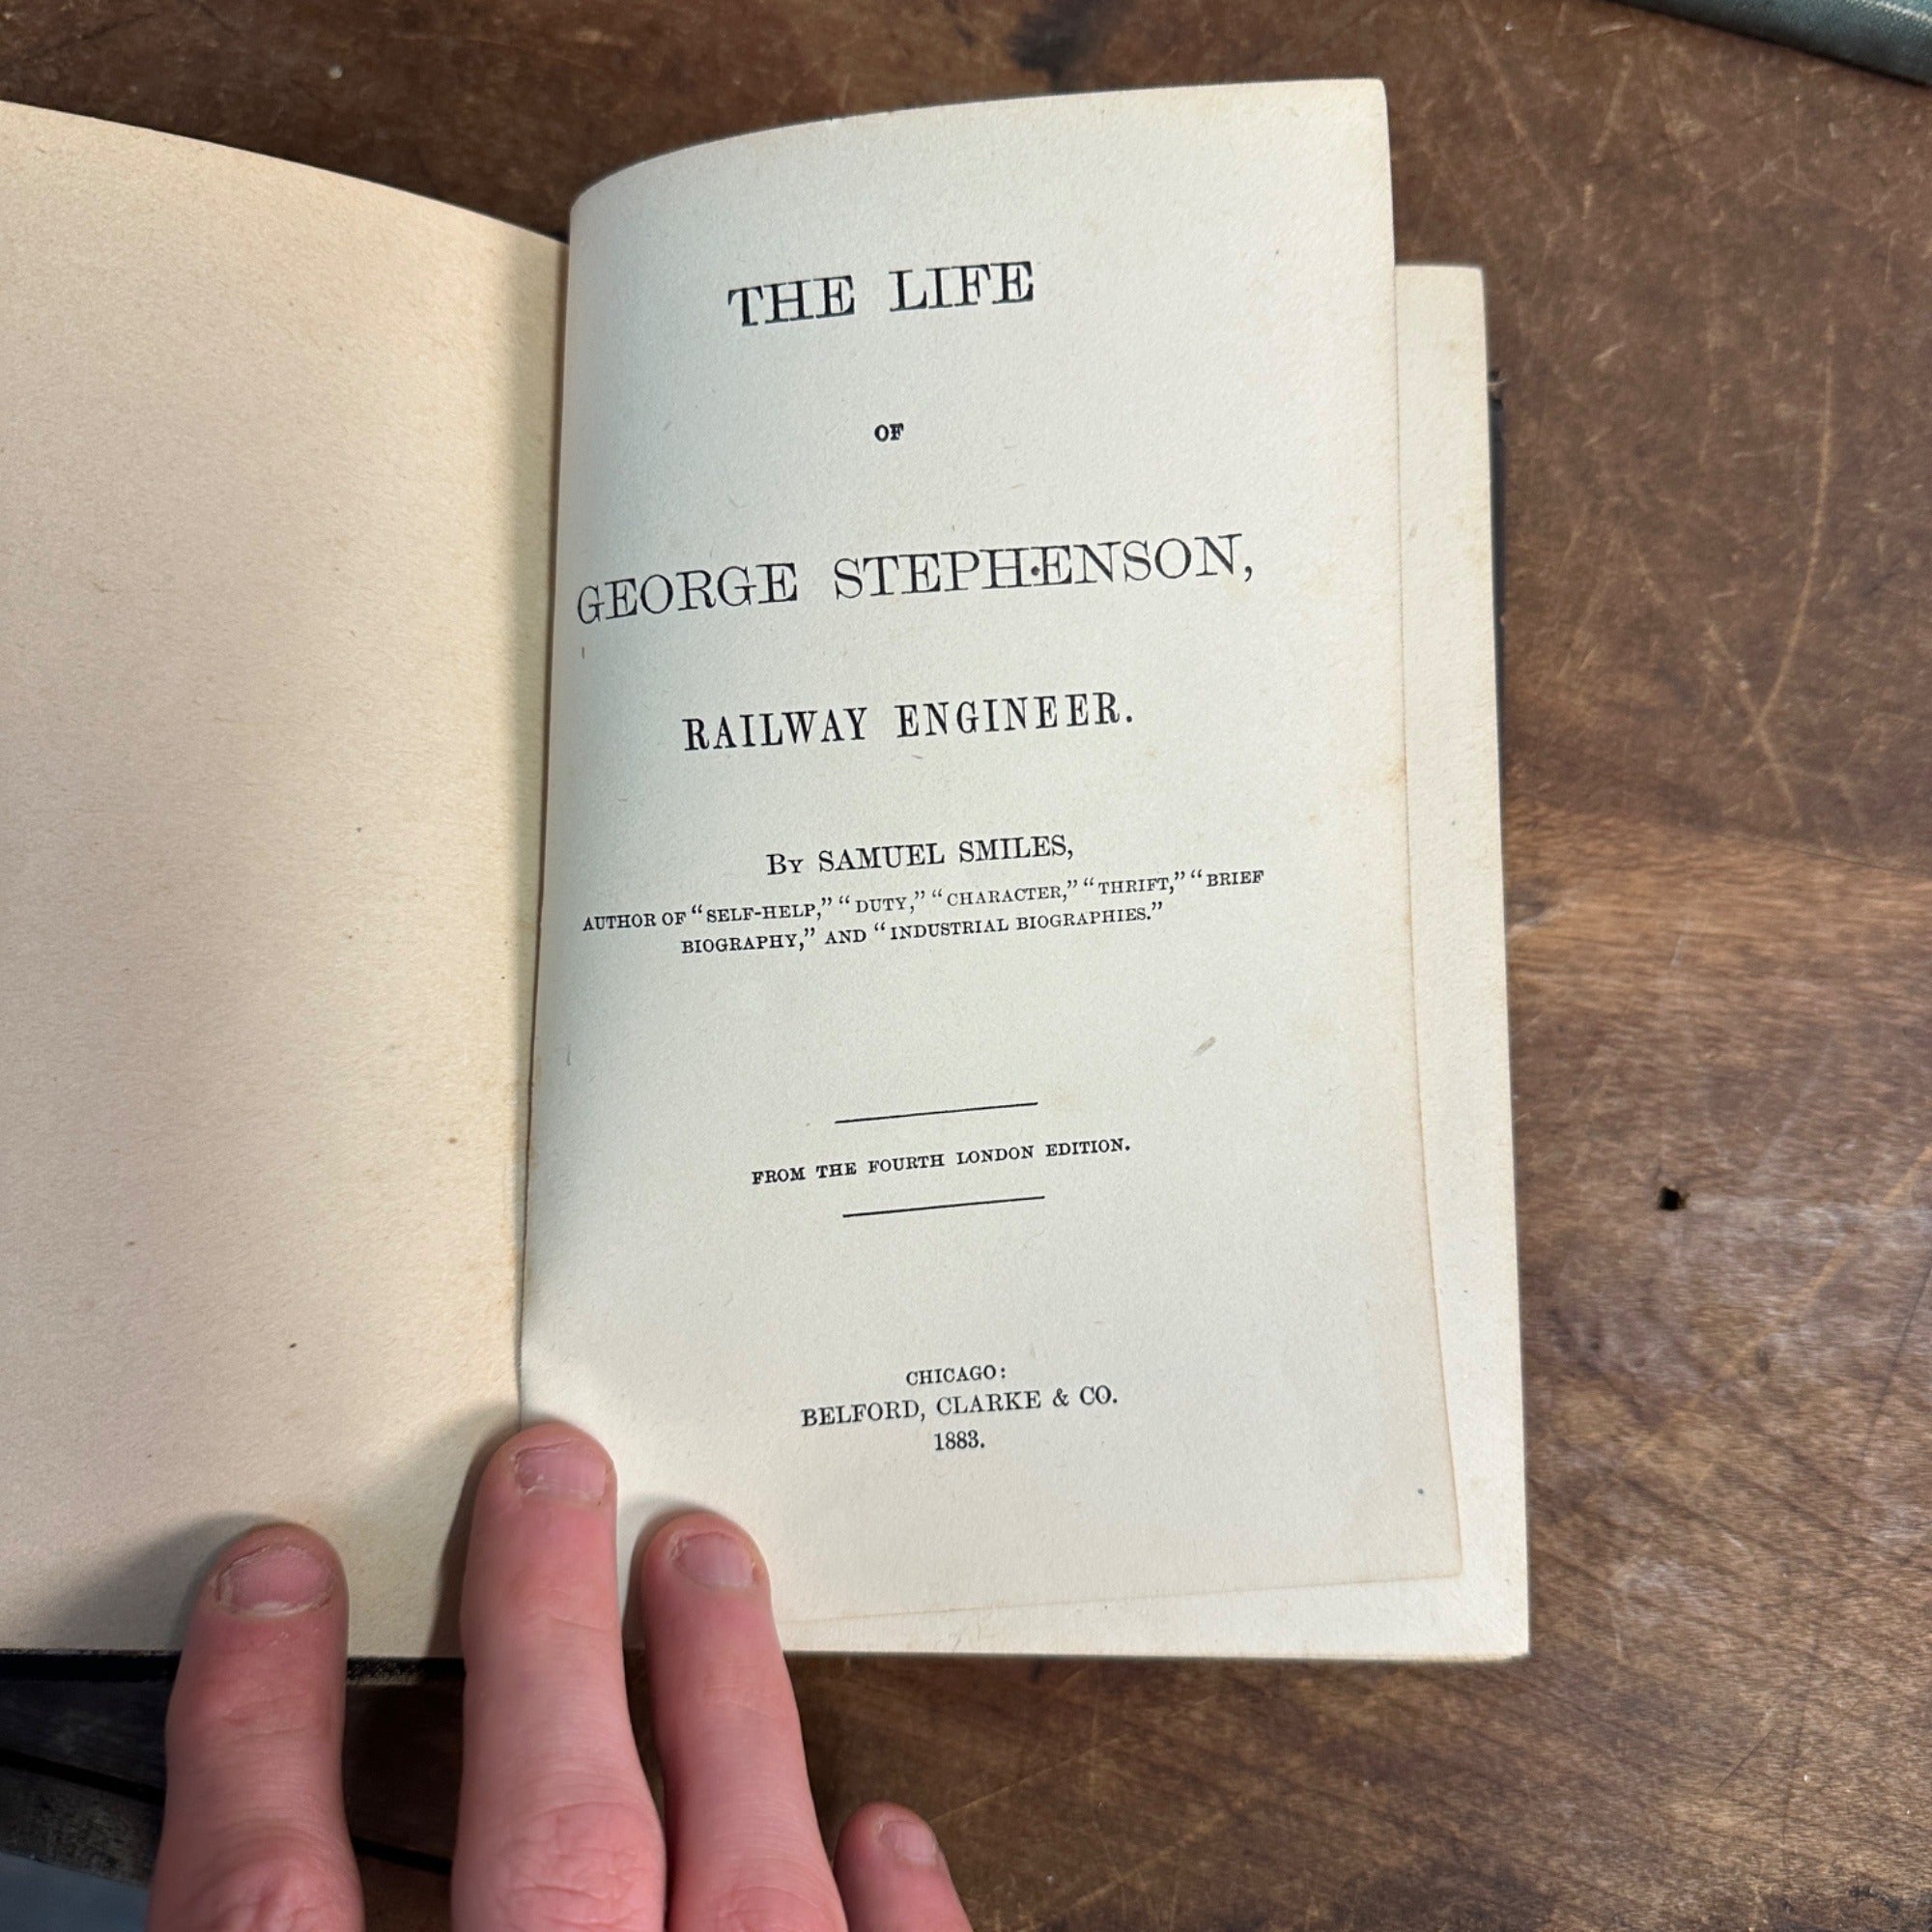 THE LIFE
OF
GEORGE STEPHENSON,
RAILWAY ENGINEER.
By SAMUEL SMILES,
AUTHOR OF “SELF-HELP,” “DUTY,” “CHARACTER,” “THRIFT,” “BRIEF
BIOGRAPHY,” AND “INDUSTRIAL BIOGRAPHIES.”
FROM THE FOURTH LONDON EDITION.
CHICAGO:
BELFORD, CLARKE & CO.
1883.